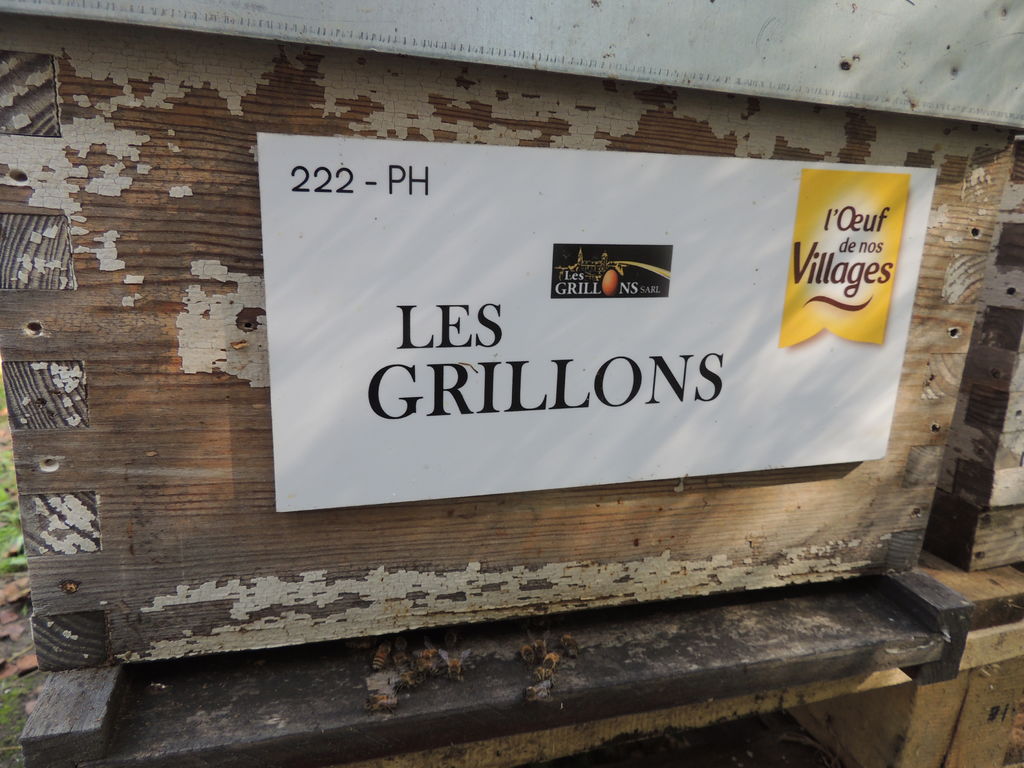 222 - PH
l'Œuf
de nos
Villages
Les
GRILLONS SARL
LES
GRILLONS